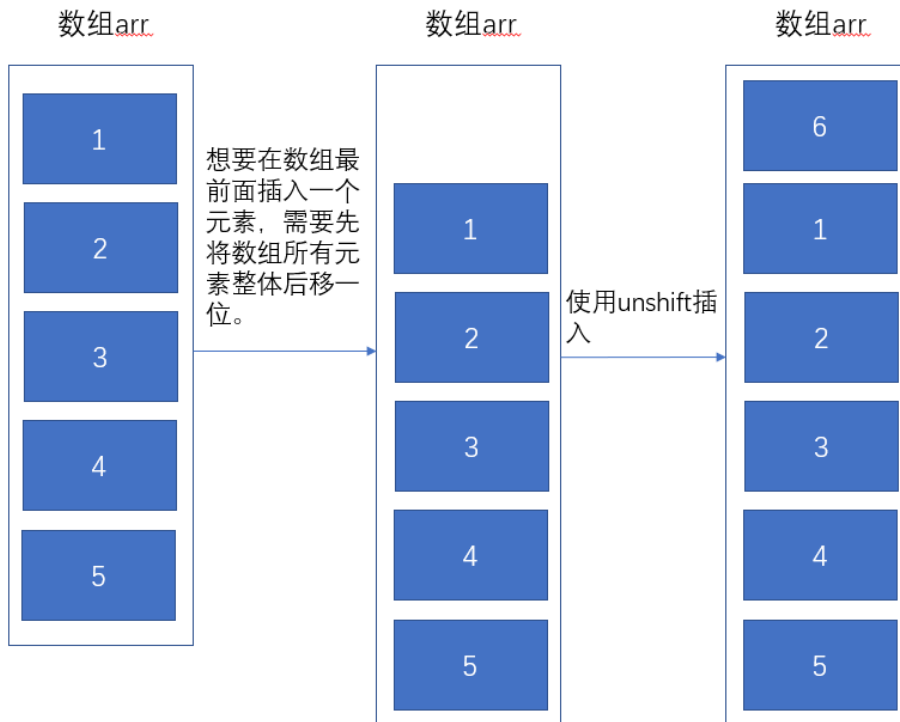 数组arr
数组arr
数组arr
1
2
3
4
5
想要在数组最
前面插入一个
元素，需要先
将数组所有元
素整体后移一
位。
1
2
3
4
5
使用unshift插
入
6
1
2
3
4
5